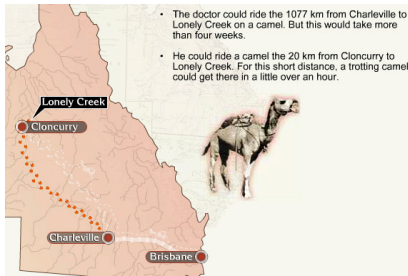 • The doctor could ride the 1077 km from Charleville to
Lonely Creek on a camel. But this would take more
than four weeks.
• He could ride a camel the 20 km from Cloncurry to
Lonely Creek. For this short distance, a trotting camel
could get there in a little over an hour.
Lonely Creek
Cloncurry
Charleville
Brisbane